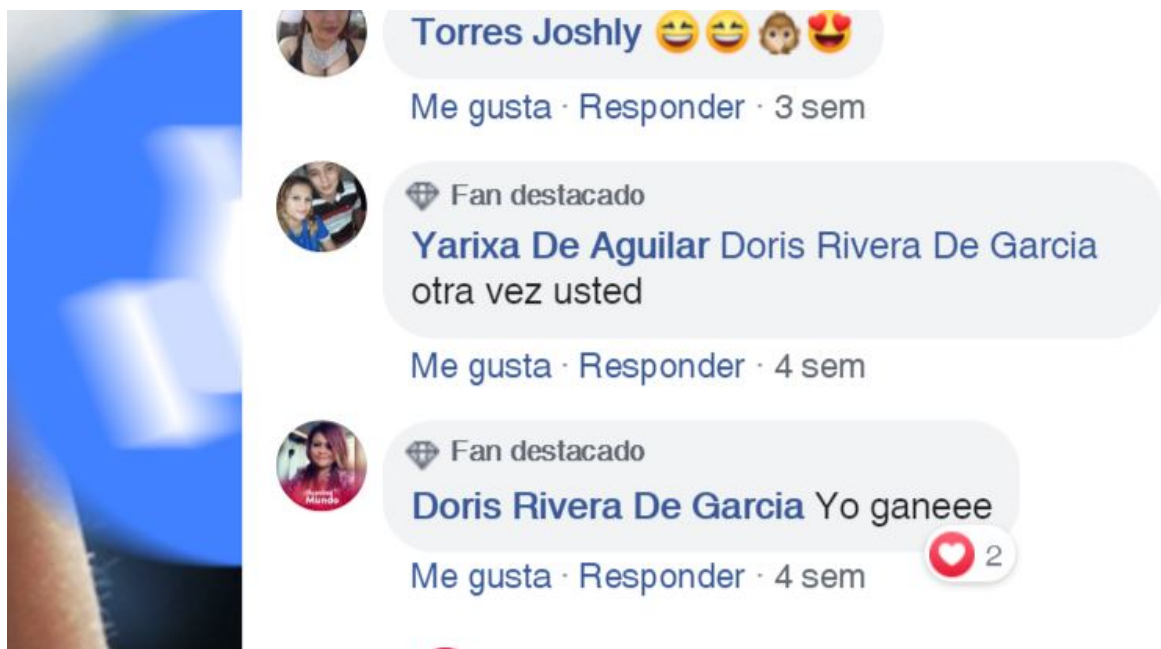 Torres Joshly 😆😆🙊😍
Me gusta · Responder · 3 sem
Fan destacado
Yarixa De Aguilar Doris Rivera De Garcia
otra vez usted
Me gusta · Responder · 4 sem
Fan destacado
Doris Rivera De Garcia Yo ganeee
2
Me gusta · Responder · 4 sem
Mundo